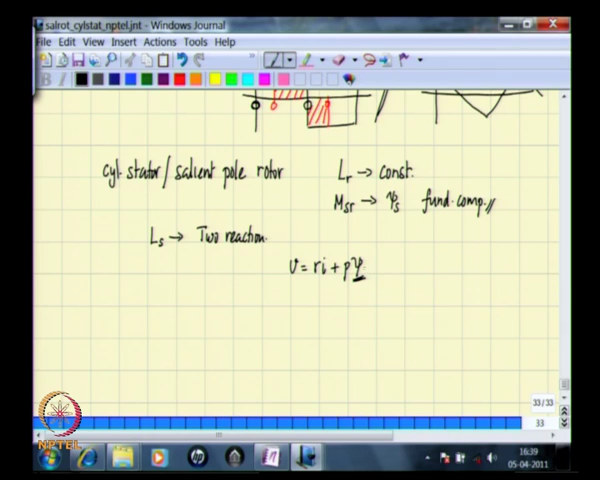 salrot_cylstat_nptel.jnt - Windows Journal
File Edit View Insert Actions Tools Help
Cyl. stator / salient pole rotor
Lr → const.
Msr → ψs fund. comp.
Ls → Two reaction.
v = ri + pψ
33/33
33
NPTEL
16:39
05-04-2011